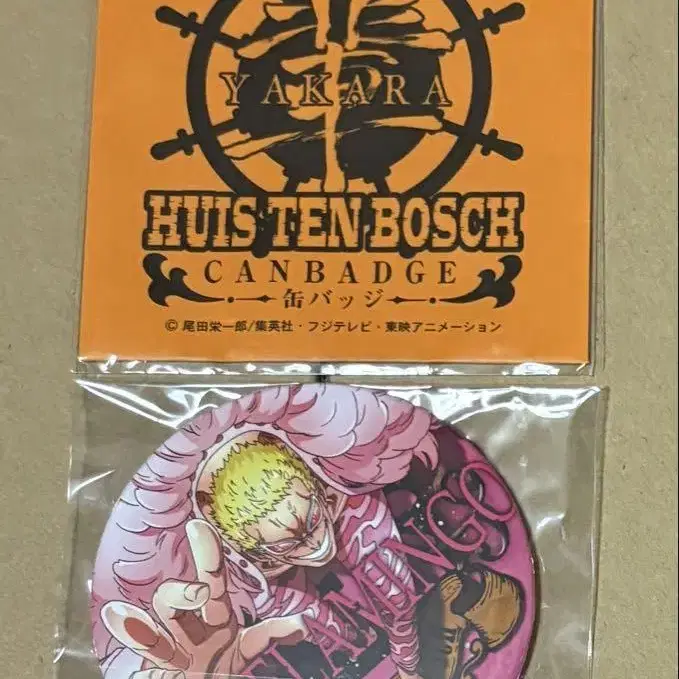 YAKARA
HUIS TEN BOSCH
CANBADGE
缶バッジ
© 尾田栄一郎/集英社・フジテレビ・東映アニメーション
FLAMINGO